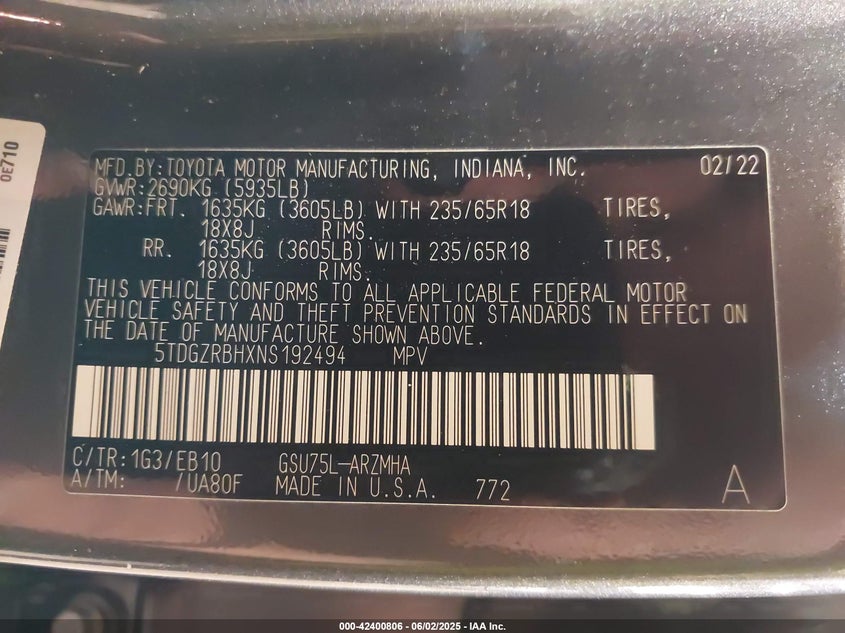 OE710
MFD.BY:TOYOTA MOTOR MANUFACTURING, INDIANA, INC. 02/22
GVWR:2690KG (5935LB)
GAWR:FRT. 1635KG (3605LB) WITH 235/65R18 TIRES,
18X8J RIMS.
RR. 1635KG (3605LB) WITH 235/65R18 TIRES,
18X8J RIMS.
THIS VEHICLE CONFORMS TO ALL APPLICABLE FEDERAL MOTOR
VEHICLE SAFETY AND THEFT PREVENTION STANDARDS IN EFFECT ON
THE DATE OF MANUFACTURE SHOWN ABOVE.
5TDGZRBHXNS192494 MPV
C/TR:1G3/EB10 GSU75L-ARZMHA
A/TM: /UA80F MADE IN U.S.A. 772 A
000-42400806 - 06/02/2025 - IAA Inc.